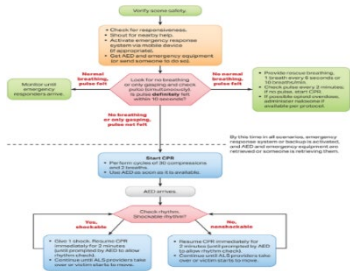 Verify scene safety.
• Check for responsiveness.
• Shout for nearby help.
• Activate emergency response
system via mobile device
(if appropriate).
• Get AED and emergency equipment
(or send someone to do so).
Normal
breathing,
pulse felt
Monitor until
emergency
responders arrive.
Look for no breathing
or only gasping and check
pulse (simultaneously).
Is pulse definitely felt
within 10 seconds?
No normal
breathing,
pulse felt
• Provide rescue breathing,
1 breath every 6 seconds or
10 breaths/min.
• Check pulse every 2 minutes;
if no pulse, start CPR.
• If possible opioid overdose,
administer naloxone if
available per protocol.
No breathing
or only gasping,
pulse not felt
By this time in all scenarios, emergency
response system or backup is activated,
and AED and emergency equipment are
retrieved or someone is retrieving them.
Start CPR
• Perform cycles of 30 compressions
and 2 breaths.
• Use AED as soon as it is available.
AED arrives.
Check rhythm.
Shockable rhythm?
Yes,
shockable
No,
nonshockable
• Give 1 shock. Resume CPR
immediately for 2 minutes
(until prompted by AED to allow
rhythm check).
• Continue until ALS providers take
over or victim starts to move.
• Resume CPR immediately for
2 minutes (until prompted by AED
to allow rhythm check).
• Continue until ALS providers take
over or victim starts to move.